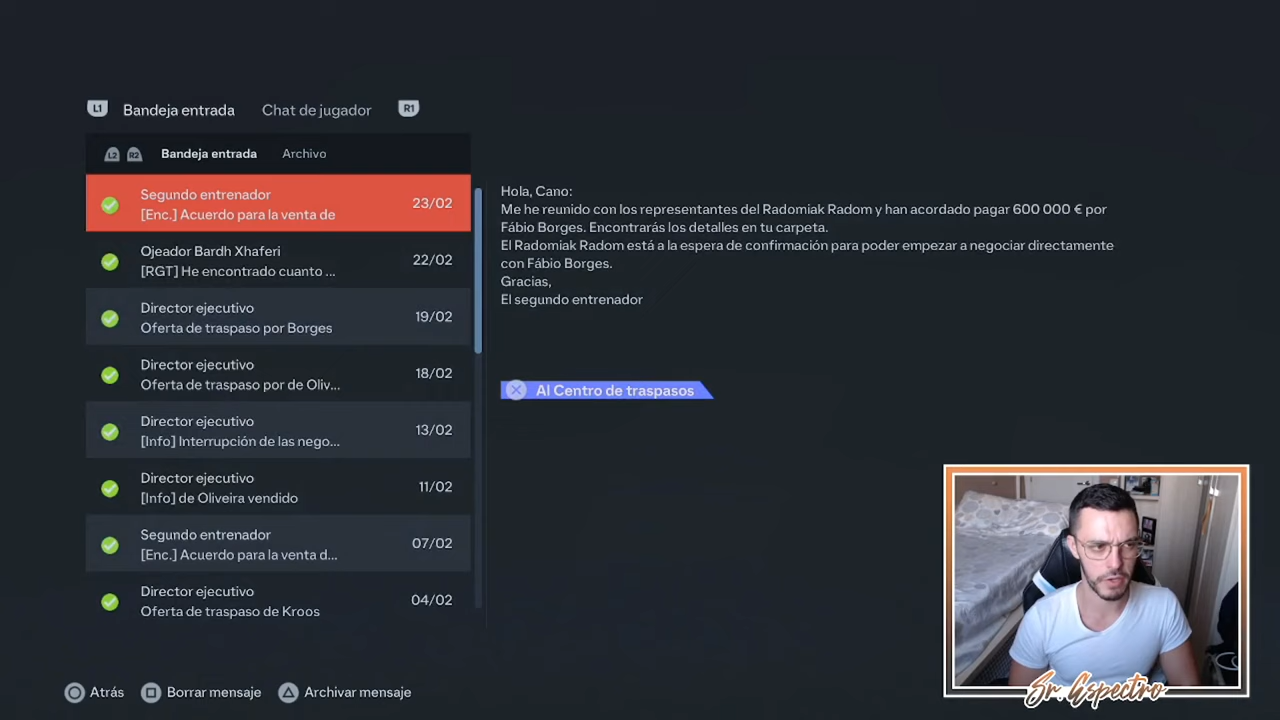 L1 Bandeja entrada Chat de jugador R1
L2 R2 Bandeja entrada Archivo
Segundo entrenador
[Enc.] Acuerdo para la venta de
23/02
Ojeador Bardh Xhaferi
[RGT] He encontrado cuanto ...
22/02
Director ejecutivo
Oferta de traspaso por Borges
19/02
Director ejecutivo
Oferta de traspaso por de Oliv...
18/02
Director ejecutivo
[Info] Interrupción de las nego...
13/02
Director ejecutivo
[Info] de Oliveira vendido
11/02
Segundo entrenador
[Enc.] Acuerdo para la venta d...
07/02
Director ejecutivo
Oferta de traspaso de Kroos
04/02
Hola, Cano:
Me he reunido con los representantes del Radomiak Radom y han acordado pagar 600 000 € por
Fábio Borges. Encontrarás los detalles en tu carpeta.
El Radomiak Radom está a la espera de confirmación para poder empezar a negociar directamente
con Fábio Borges.
Gracias,
El segundo entrenador
Al Centro de traspasos
Atrás Borrar mensaje Archivar mensaje
Sr. Espectro